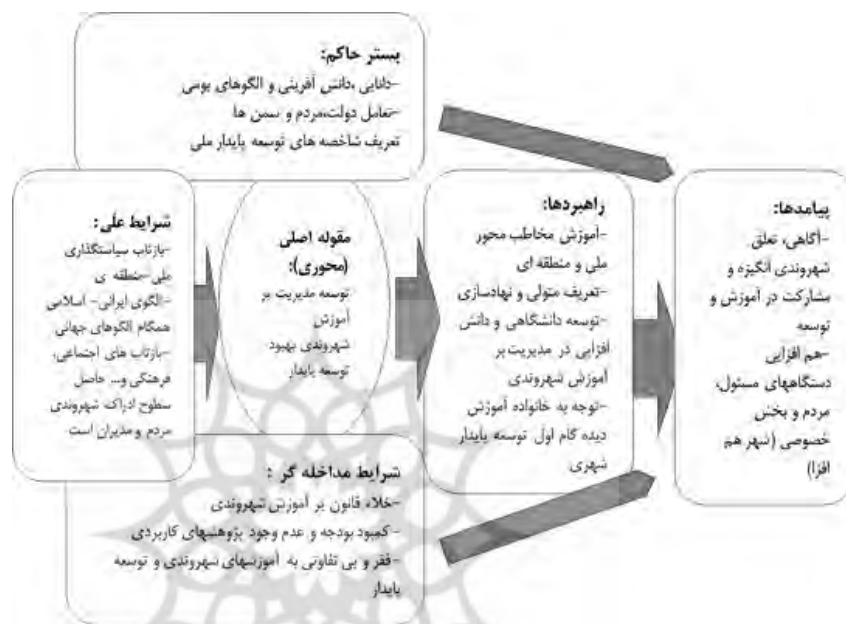 بستر حاکم:
-دانایی ،دانش آفرینی و الگوهای بومی
-تعامل دولت،مردم و سمن ها
تعریف شاخصه های توسعه پایدار ملی
شرایط علی:
-بازتاب سیاستگذاری
ملی-منطقه ی
-الگوی ایرانی- اسلامی
همگام الگوهای جهانی
-بازتاب های اجتماعی،
فرهنگی و... حاصل
سطوح ادراک شهروندی
مردم و مدیران است
مقوله اصلی
(محوری):
توسعه مدیریت بر
آموزش
شهروندی بهبود
توسعه پایدار
راهبردها:
-آموزش مخاطب محور
ملی و منطقه ای
-تعریف متولی و نهادسازی
-توسعه دانشگاهی و دانش
افزایی در مدیریت بر
آموزش شهروندی
-توجه به خانواده آموزش
دیده گام اول توسعه پایدار
شهری
پیامدها:
-آگاهی، تعلق
شهروندی انگیزه و
مشارکت در آموزش و
توسعه
-هم افزایی
دستگاههای مسئول،
مردم و بخش
خصوصی (شهر هم
افزا)
شرایط مداخله گر :
-خلاء قانون بر آموزش شهروندی
-کمبود بودجه و عدم وجود پژوهشهای کاربردی
-فقر و بی تفاوتی به آموزشهای شهروندی و توسعه
پایدار